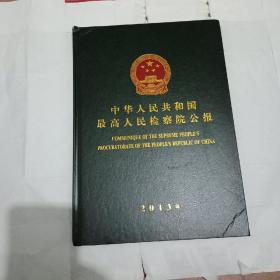 中华人民共和国
最高人民检察院公报
COMMUNIQUE OF THE SUPREME PEOPLE'S
PROCURATORATE OF THE PEOPLE'S REPUBLIC OF CHINA
2013年